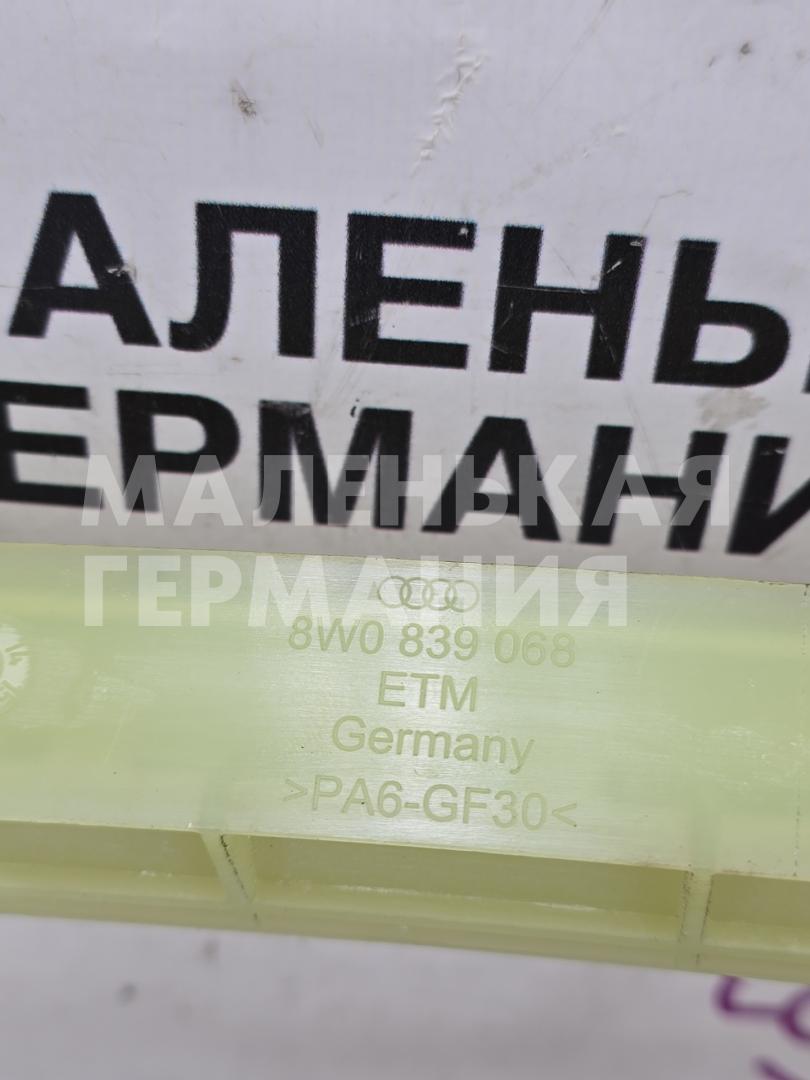 АЛЕНЬ
ЕРМАНИ
МАЛЕНЬКАЯ
ГЕРМАНИЯ
8W0 839 068
ETM
Germany
>PA6-GF30<